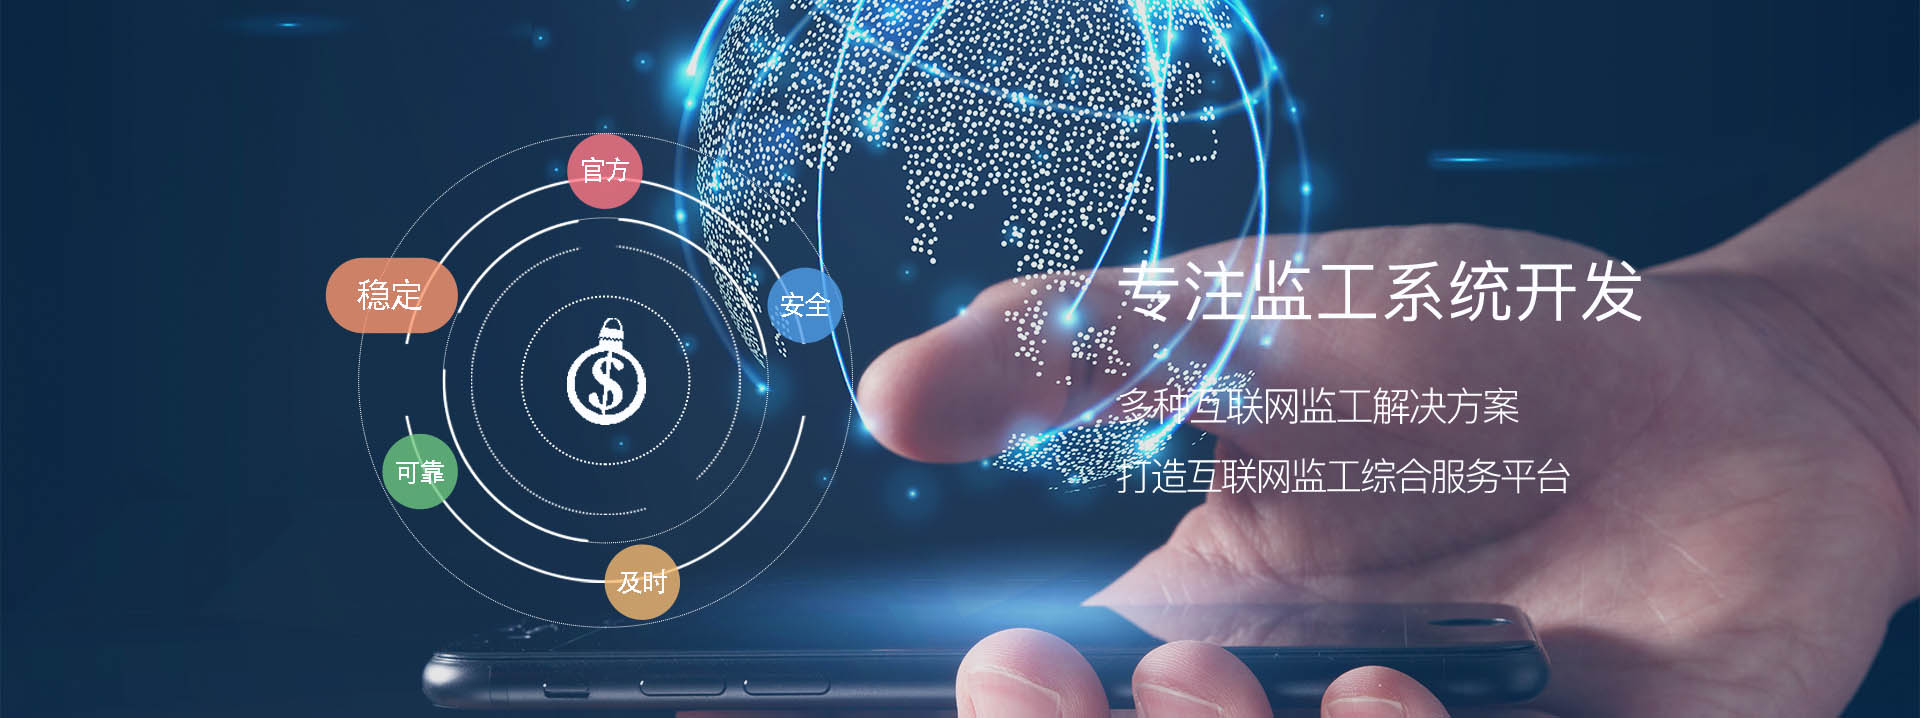 官方
稳定
安全
$
可靠
及时
专注监工系统开发
多种互联网监工解决方案
打造互联网监工综合服务平台